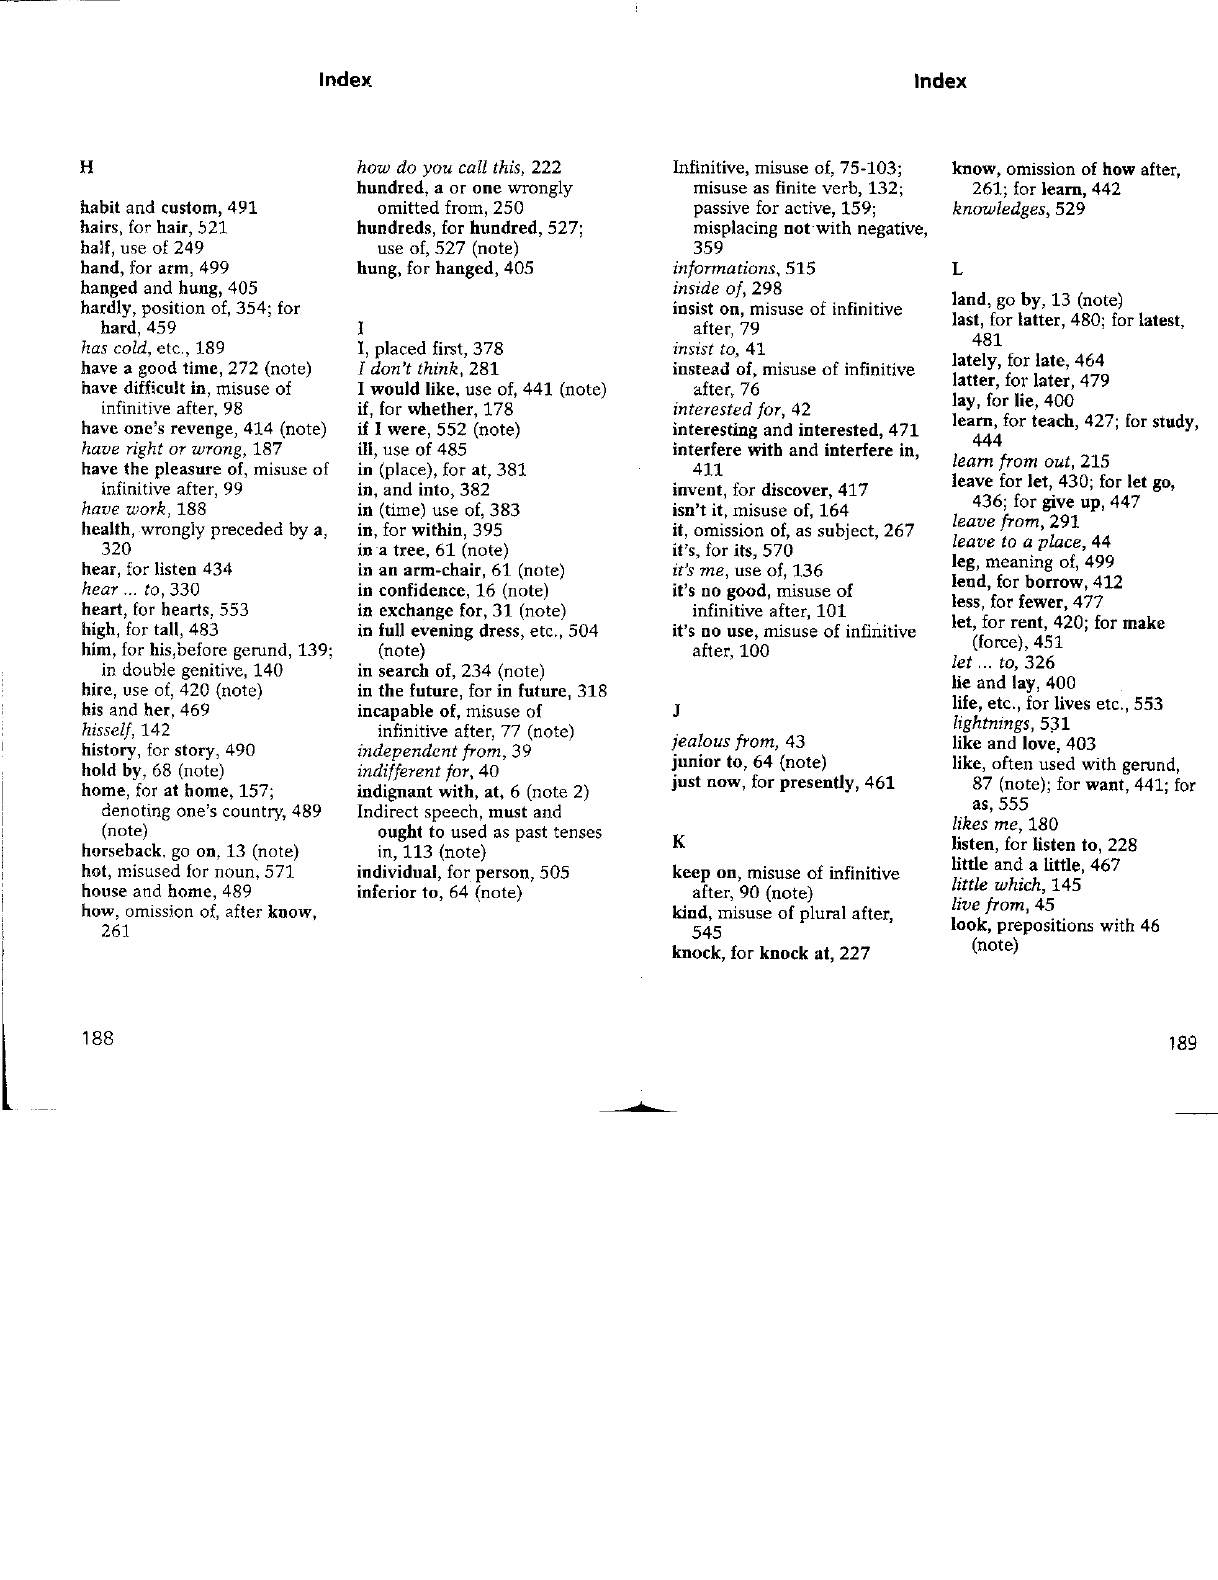 Index
H
habit and custom, 491
hairs, for hair, 521
half, use of 249
hand, for arm, 499
hanged and hung, 405
hardly, position of, 354; for
hard, 459
has cold, etc., 189
have a good time, 272 (note)
have difficult in, misuse of
infinitive after, 98
have one's revenge, 414 (note)
have right or wrong, 187
have the pleasure of, misuse of
infinitive after, 99
have work, 188
health, wrongly preceded by a,
320
hear, for listen 434
hear ... to, 330
heart, for hearts, 553
high, for tall, 483
him, for his,before gerund, 139;
in double genitive, 140
hire, use of, 420 (note)
his and her, 469
hisself, 142
history, for story, 490
hold by, 68 (note)
home, for at home, 157;
denoting one's country, 489
(note)
horseback, go on, 13 (note)
hot, misused for noun, 571
house and home, 489
how, omission of, after know,
261
how do you call this, 222
hundred, a or one wrongly
omitted from, 250
hundreds, for hundred, 527;
use of, 527 (note)
hung, for hanged, 405
I
I, placed first, 378
I don't think, 281
I would like, use of, 441 (note)
if, for whether, 178
if I were, 552 (note)
ill, use of 485
in (place), for at, 381
in, and into, 382
in (time) use of, 383
in, for within, 395
in a tree, 61 (note)
in an arm-chair, 61 (note)
in confidence, 16 (note)
in exchange for, 31 (note)
in full evening dress, etc., 504
(note)
in search of, 234 (note)
in the future, for in future, 318
incapable of, misuse of
infinitive after, 77 (note)
independent from, 39
indifferent for, 40
indignant with, at, 6 (note 2)
Indirect speech, must and
ought to used as past tenses
in, 113 (note)
individual, for person, 505
inferior to, 64 (note)
188
Index
Infinitive, misuse of, 75-103;
misuse as finite verb, 132;
passive for active, 159;
misplacing not with negative,
359
informations, 515
inside of, 298
insist on, misuse of infinitive
after, 79
insist to, 41
instead of, misuse of infinitive
after, 76
interested for, 42
interesting and interested, 471
interfere with and interfere in,
411
invent, for discover, 417
isn't it, misuse of, 164
it, omission of, as subject, 267
it's, for its, 570
it's me, use of, 136
it's no good, misuse of
infinitive after, 101
it's no use, misuse of infinitive
after, 100
J
jealous from, 43
junior to, 64 (note)
just now, for presently, 461
K
keep on, misuse of infinitive
after, 90 (note)
kind, misuse of plural after,
545
knock, for knock at, 227
know, omission of how after,
261; for learn, 442
knowledges, 529
L
land, go by, 13 (note)
last, for latter, 480; for latest,
481
lately, for late, 464
latter, for later, 479
lay, for lie, 400
learn, for teach, 427; for study,
444
learn from out, 215
leave for let, 430; for let go,
436; for give up, 447
leave from, 291
leave to a place, 44
leg, meaning of, 499
lend, for borrow, 412
less, for fewer, 477
let, for rent, 420; for make
(force), 451
let ... to, 326
lie and lay, 400
life, etc., for lives etc., 553
lightnings, 531
like and love, 403
like, often used with gerund,
87 (note); for want, 441; for
as, 555
likes me, 180
listen, for listen to, 228
little and a little, 467
little which, 145
live from, 45
look, prepositions with 46
(note)
189